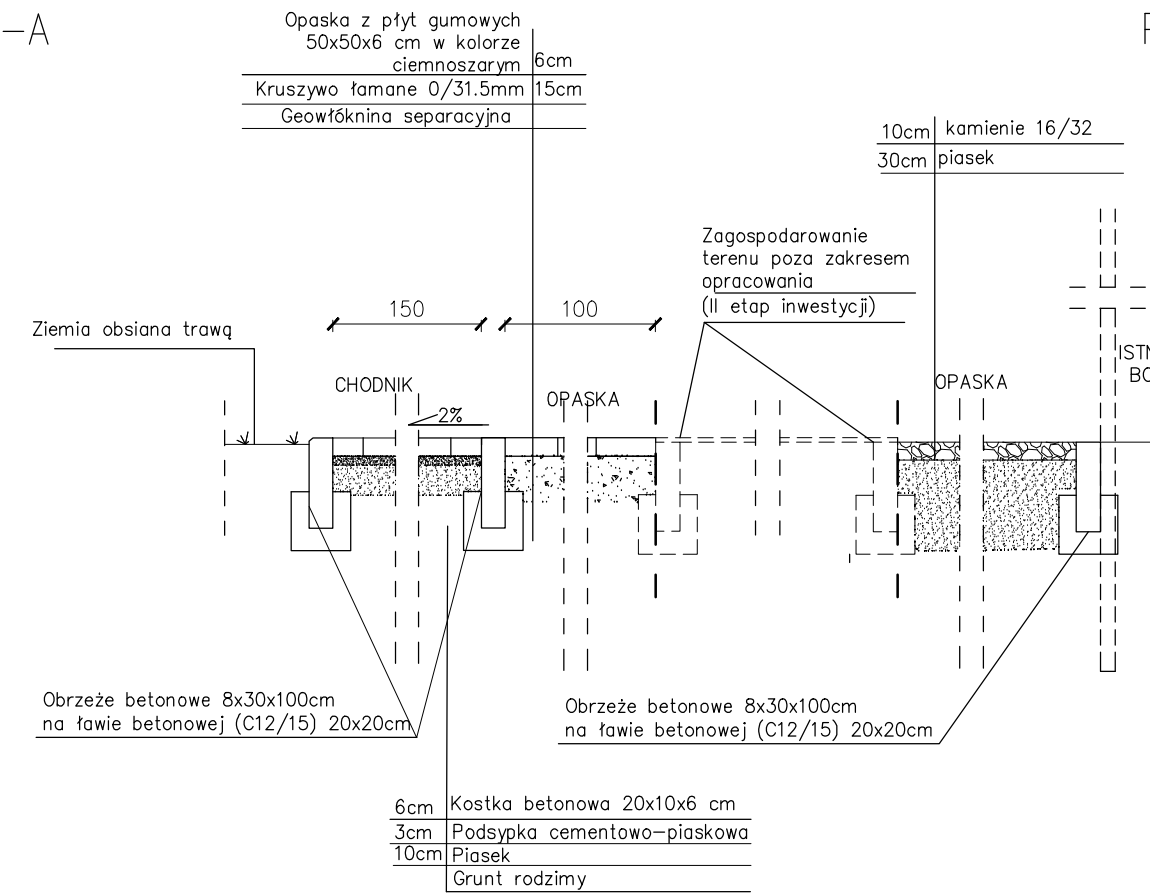 –A
Opaska z płyt gumowych
50x50x6 cm w kolorze
ciemnoszarym 6cm
Kruszywo łamane 0/31.5mm 15cm
Geowłóknina separacyjna
10cm kamienie 16/32
30cm piasek
Zagospodarowanie
terenu poza zakresem
opracowania
(II etap inwestycji)
150
100
Ziemia obsiana trawą
CHODNIK
2%
OPASKA
OPASKA
ISTN
BO
Obrzeże betonowe 8x30x100cm
na ławie betonowej (C12/15) 20x20cm
Obrzeże betonowe 8x30x100cm
na ławie betonowej (C12/15) 20x20cm
6cm Kostka betonowa 20x10x6 cm
3cm Podsypka cementowo–piaskowa
10cm Piasek
Grunt rodzimy